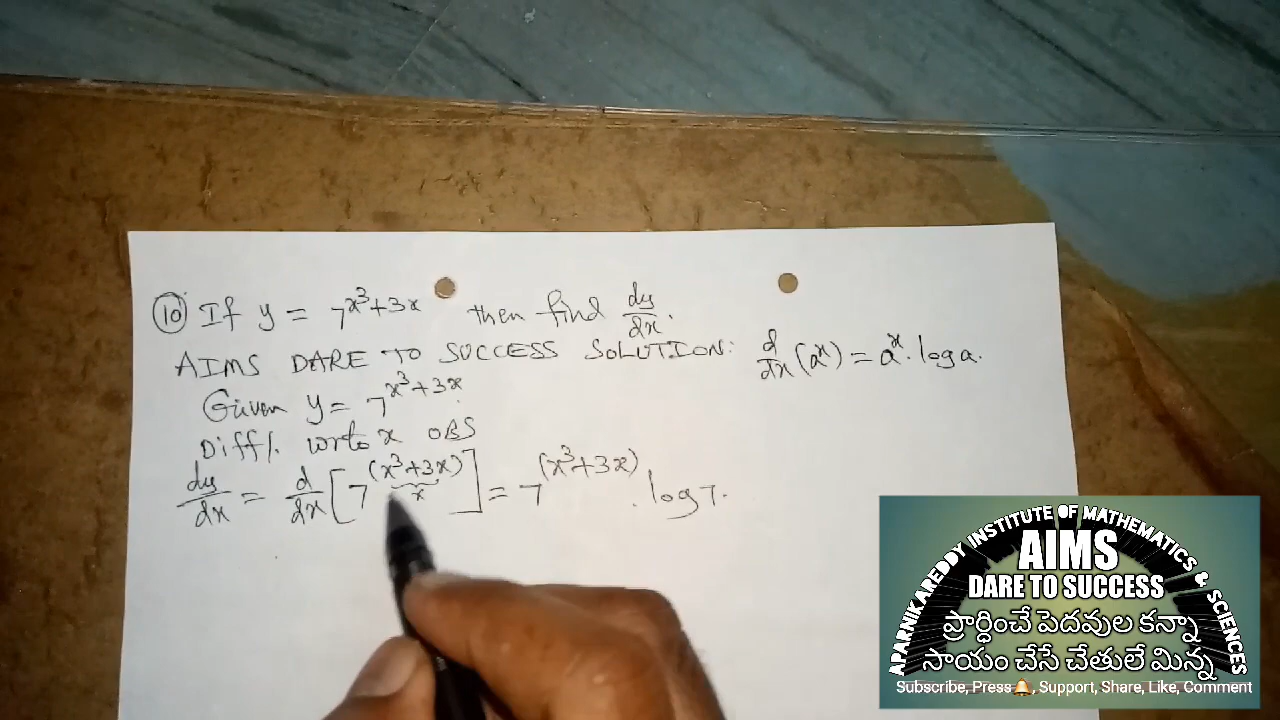 (10) If y = 7^(x³+3x) then find dy/dx.
AIMS DARE TO SUCCESS SOLUTION: d/dx (a^x) = a^x . log a.
Given y = 7^(x³+3x).
Diff/. w r to x OBS
dy/dx = d/dx [7^(x³+3x)] = 7^(x³+3x) . log 7.
x
APARNIKAREDDY INSTITUTE OF MATHEMATICS & SCIENCES
AIMS
DARE TO SUCCESS
ప్రార్ధించే పెదవుల కన్నా
సాయం చేసే చేతులే మిన్న
Subscribe, Press🔔, Support, Share, Like, Comment